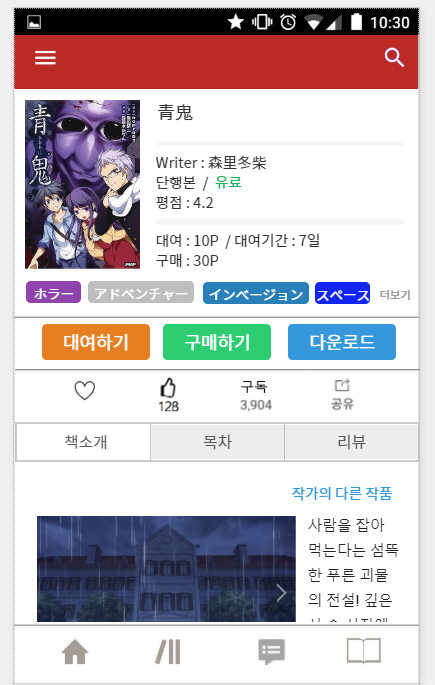 10:30
青鬼
青鬼
PHP
Writer : 森里冬柴
단행본 / 유료
평점 : 4.2
대여 : 10P / 대여기간 : 7일
구매 : 30P
ホラー
アドベンチャー
インベージョン
スペース
더보기
대여하기
구매하기
다운로드
128
구독
3,904
공유
책소개
목차
리뷰
작가의 다른 작품
사람을 잡아
먹는다는 섬뜩
한 푸른 괴물
의 전설! 깊은